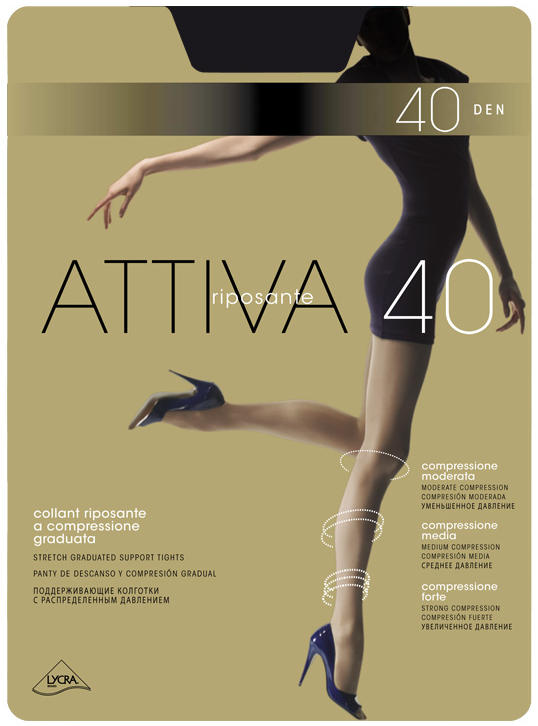 40 DEN
ATTIVA 40
riposante
compressione
moderata
MODERATE COMPRESSION
COMPRESIÓN MODERADA
УМЕНЬШЕННОЕ ДАВЛЕНИЕ
compressione
media
MEDIUM COMPRESSION
COMPRESIÓN MEDIA
СРЕДНЕЕ ДАВЛЕНИЕ
compressione
forte
STRONG COMPRESSION
COMPRESIÓN FUERTE
УВЕЛИЧЕННОЕ ДАВЛЕНИЕ
collant riposante
a compressione
graduata
STRETCH GRADUATED SUPPORT TIGHTS
PANTY DE DESCANSO Y COMPRESIÓN GRADUAL
ПОДДЕРЖИВАЮЩИЕ КОЛГОТКИ
С РАСПРЕДЕЛЕННЫМ ДАВЛЕНИЕМ
LYCRA